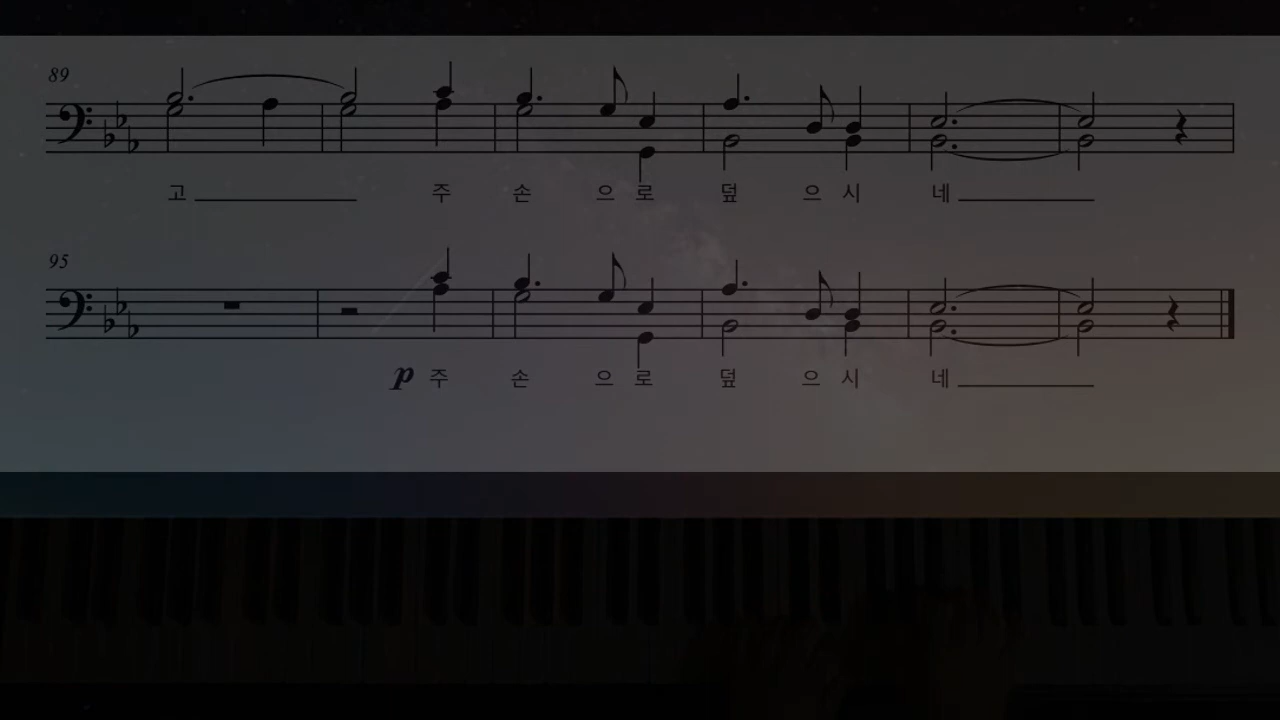 89
고 주 손 으 로 덮 으 시 네
95
p 주 손 으 로 덮 으 시 네